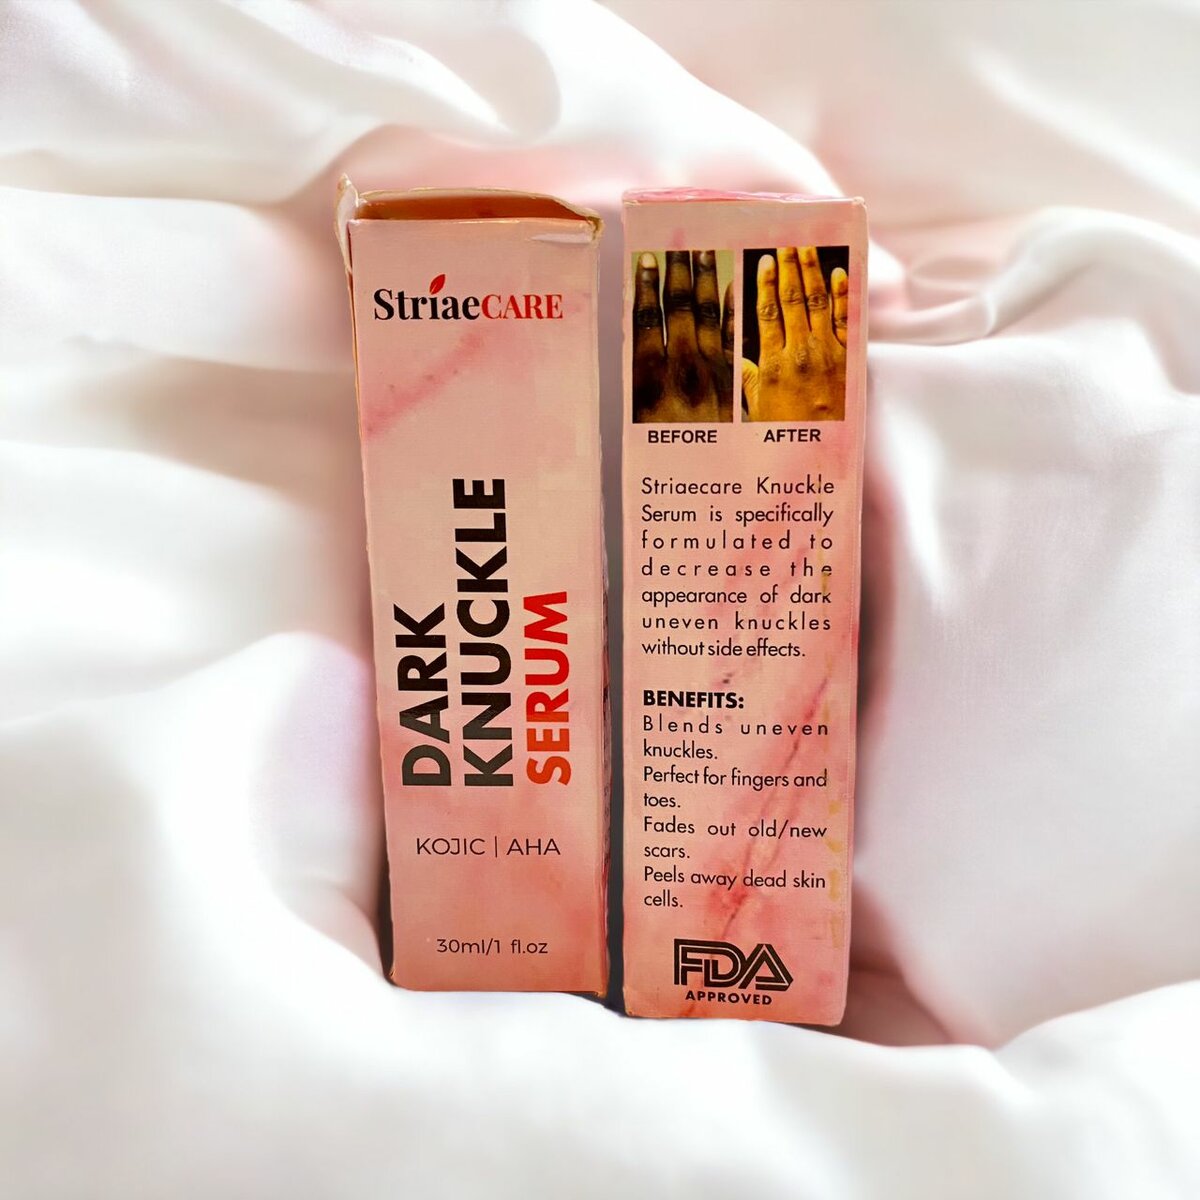 StriaeCARE
DARK
KNUCKLE
SERUM
KOJIC | AHA
30ml/1 fl.oz
BEFORE
AFTER
Striaecare Knuckle
Serum is specifically
formulated to
decrease the
appearance of dark
uneven knuckles
without side effects.
BENEFITS:
Blends uneven
knuckles.
Perfect for fingers and
toes.
Fades out old/new
scars.
Peels away dead skin
cells.
FDA
APPROVED